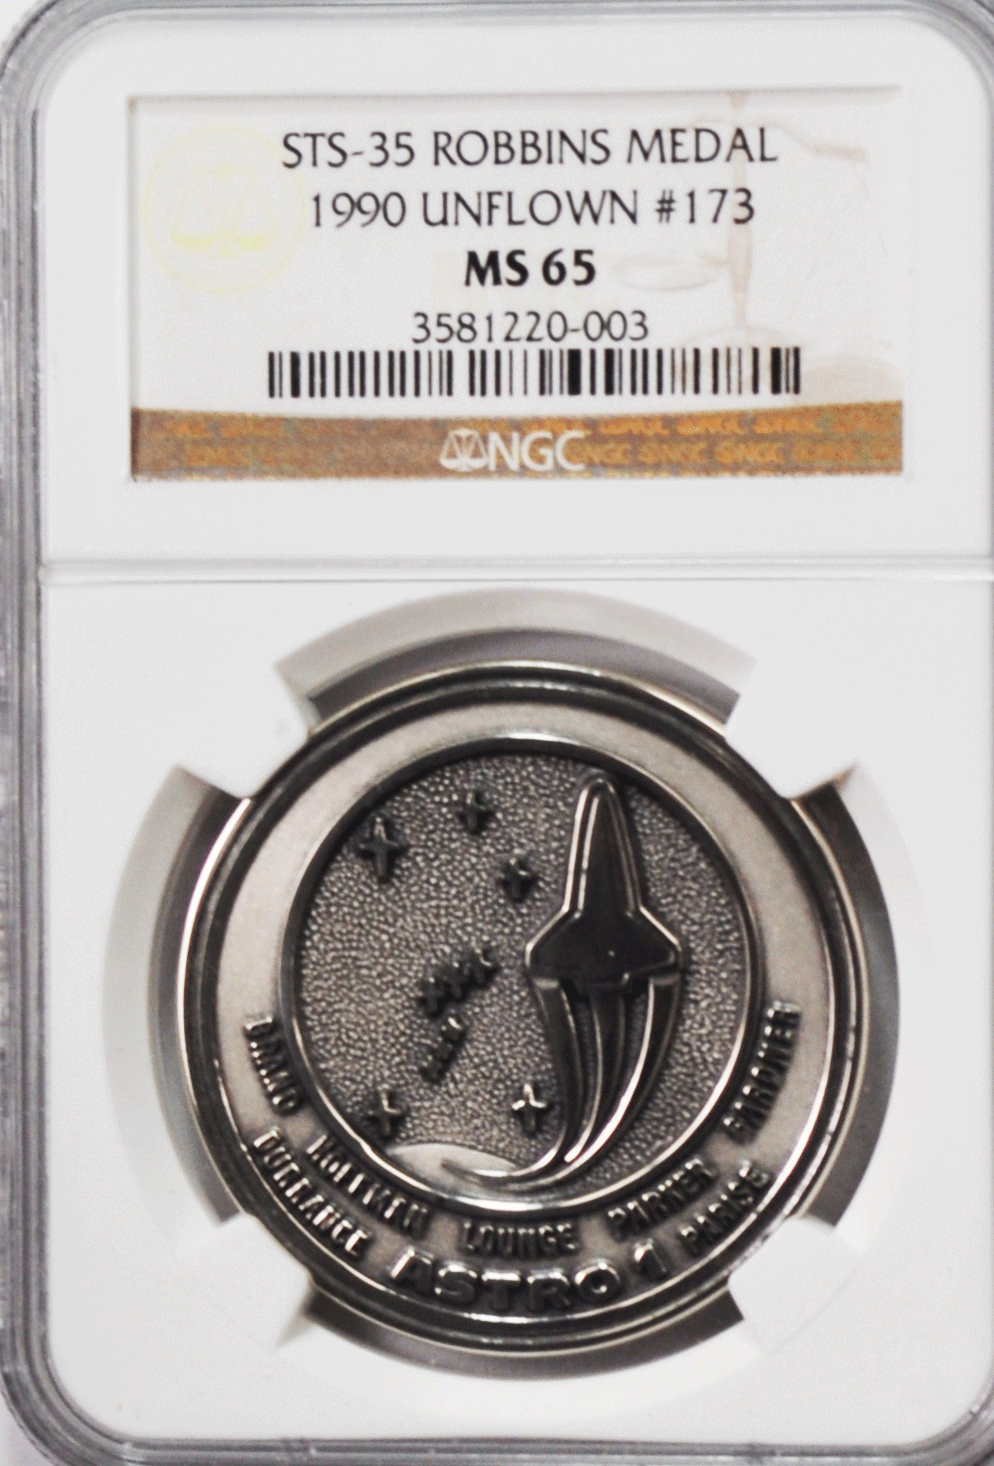 STS-35 ROBBINS MEDAL
1990 UNFLOWN #173
MS 65
3581220-003
NGC
BRAND HOFFMAN LOUNGE PARKER GARDNER
DURRANCE ASTRO 1 PARISE